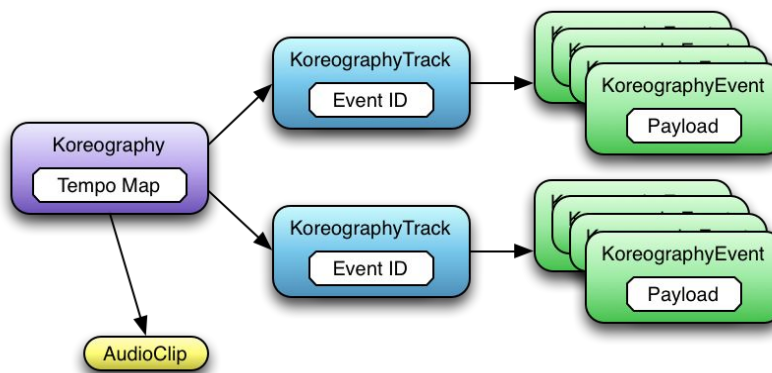 KoreographyTrack
Event ID
KoreographyEvent
Payload
Koreography
Tempo Map
KoreographyTrack
Event ID
KoreographyEvent
Payload
AudioClip